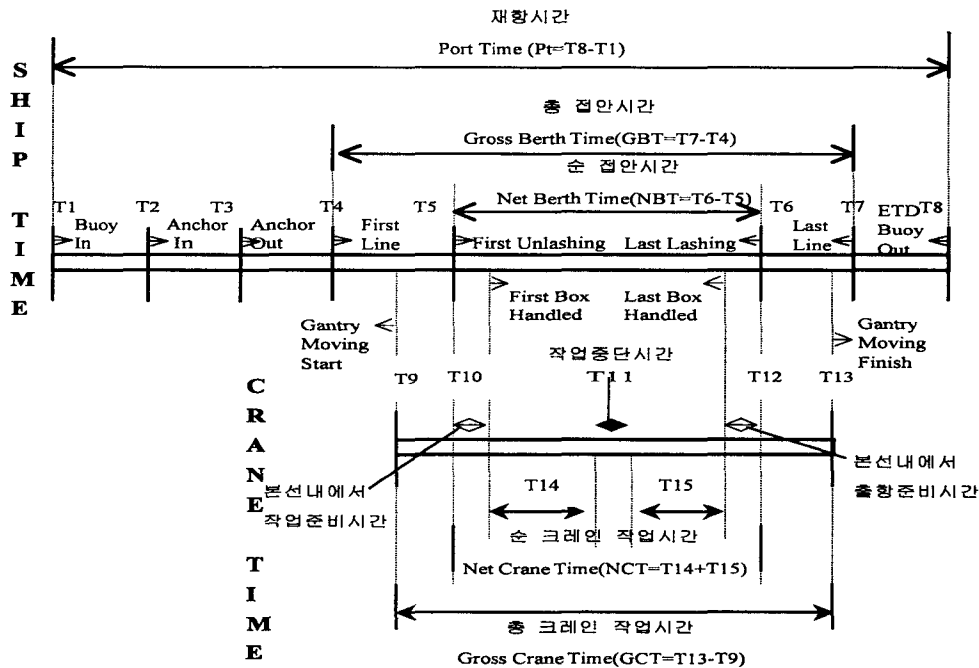 재항시간
Port Time (Pt=T8-T1)
총 접안시간
Gross Berth Time(GBT=T7-T4)
순 접안시간
Net Berth Time(NBT=T6-T5)
SHIP TIME
T1 T2 T3 T4 T5 T6 T7 T8
Buoy In
Anchor In
Anchor Out
First Line
First Unlashing
Last Lashing
Last Line
ETD Buoy Out
First Box Handled
Last Box Handled
Gantry Moving Start
Gantry Moving Finish
작업중단시간
CRANE TIME
T9 T10 T11 T12 T13
본선내에서
작업준비시간
본선내에서
출항준비시간
T14 T15
순 크레인 작업시간
Net Crane Time(NCT=T14+T15)
총 크레인 작업시간
Gross Crane Time(GCT=T13-T9)